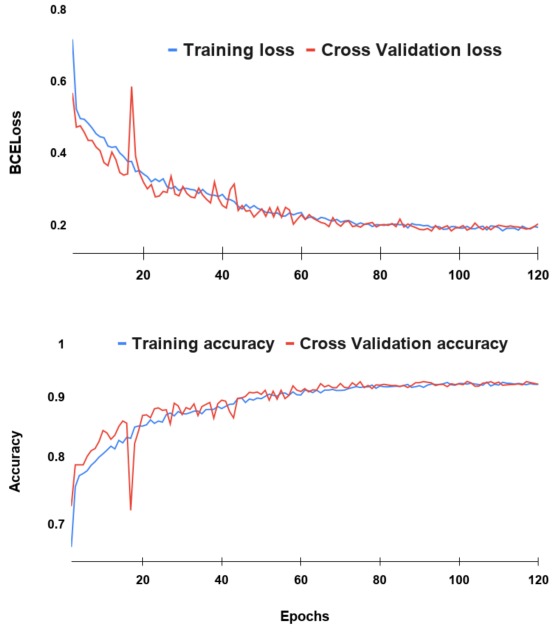 0.8
Training loss Cross Validation loss
0.6
BCELoss
0.4
0.2
20 40 60 80 100 120
1
Training accuracy Cross Validation accuracy
0.9
Accuracy
0.8
0.7
20 40 60 80 100 120
Epochs